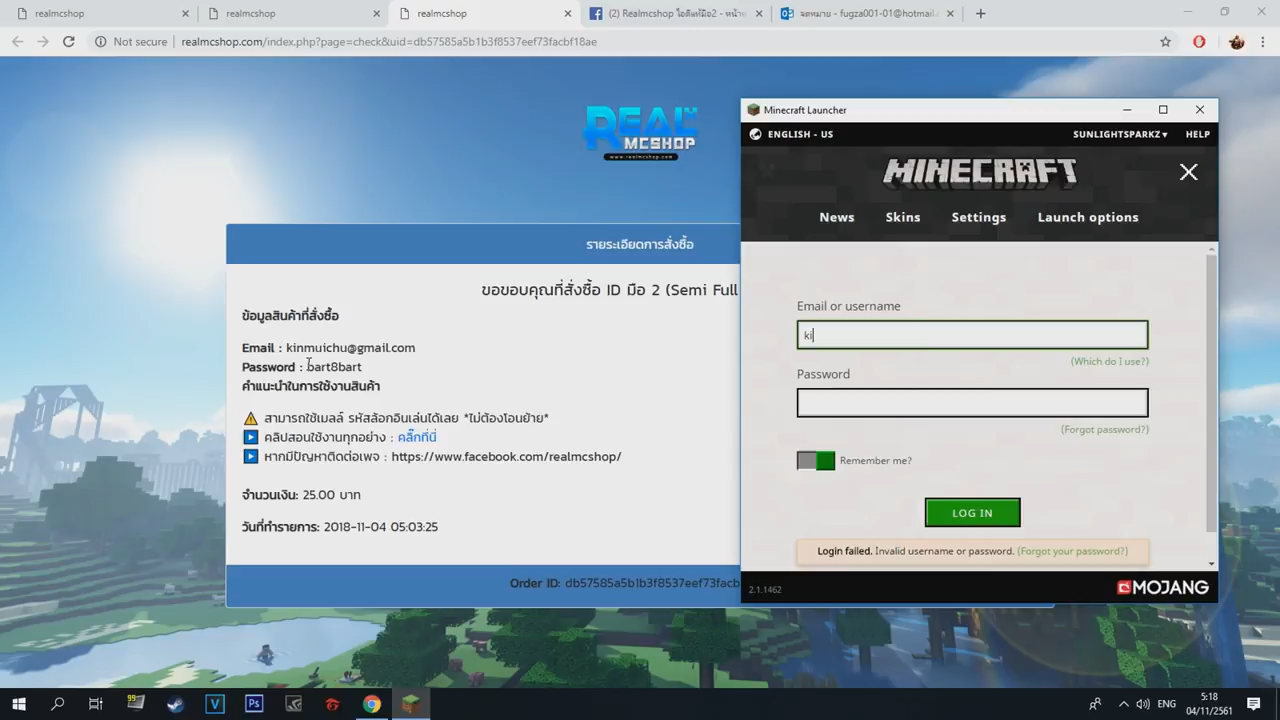 realmcshop
realmcshop
realmcshop
(2) Realmcshop ไอดีแท้มือ2 - หน้า
จดหมาย - fugza001-01@hotmail.
Not secure
realmcshop.com/index.php?page=check&uid=db57585a5b1b3f8537eef73facbf18ae
REAL
MCSHOP
www.realmcshop.com
รายระเอียดการสั่งซื้อ
ขอขอบคุณที่สั่งซื้อ ID มือ 2 (Semi Full
ข้อมูลสินค้าที่สั่งซื้อ
Email : kinmuichu@gmail.com
Password : bart8bart
คำแนะนำในการใช้งานสินค้า
สามารถใช้เมลล์ รหัสล้อกอินเล่นได้เลย *ไม่ต้องโอนย้าย*
คลิปสอนใช้งานทุกอย่าง : คลิ๊กที่นี่
หากมีปัญหาติดต่อเพจ : https://www.facebook.com/realmcshop/
จำนวนเงิน: 25.00 บาท
วันที่ทำรายการ: 2018-11-04 05:03:25
Order ID: db57585a5b1b3f8537eef73facb
Minecraft Launcher
ENGLISH - US
SUNLIGHTSPARKZ
HELP
MINECRAFT
News
Skins
Settings
Launch options
Email or username
ki
(Which do I use?)
Password
(Forgot password?)
Remember me?
LOG IN
Login failed. Invalid username or password. (Forgot your password?)
2.1.1462
MOJANG
99
V
Ps
ENG
5:18
04/11/2561